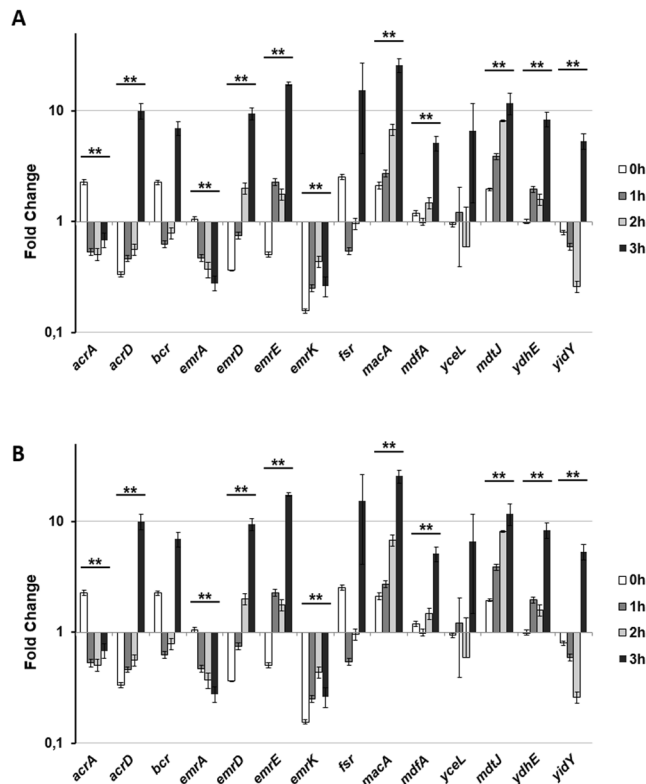 A
**
**
**
**
**
**
**
**
**
**
**
10
1
0,1
Fold Change
0h
1h
2h
3h
acrA acrD bcr emrA emrD emrE emrK fsr macA mdfA yceL mdtJ ydhE yidY
B
**
**
**
**
**
**
**
**
**
**
**
10
1
0,1
Fold Change
0h
1h
2h
3h
acrA acrD bcr emrA emrD emrE emrK fsr macA mdfA yceL mdtJ ydhE yidY